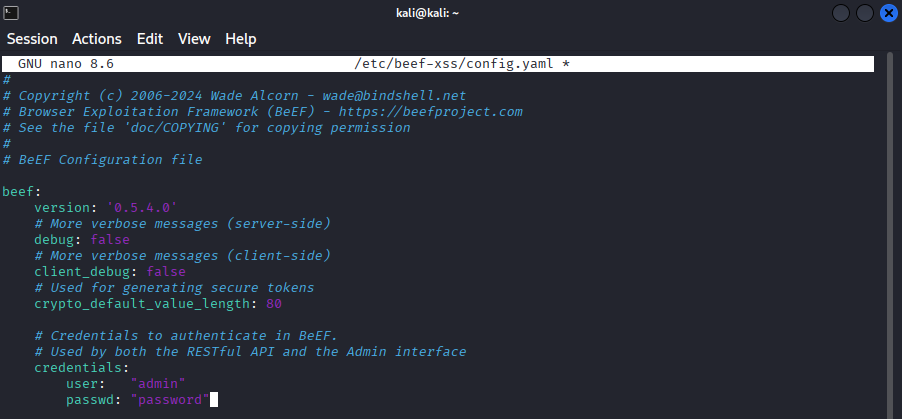 kali@kali: ~
Session Actions Edit View Help
GNU nano 8.6 /etc/beef-xss/config.yaml *
#
# Copyright (c) 2006-2024 Wade Alcorn - wade@bindshell.net
# Browser Exploitation Framework (BeEF) - https://beefproject.com
# See the file 'doc/COPYING' for copying permission
#
# BeEF Configuration file
beef:
    version: '0.5.4.0'
    # More verbose messages (server-side)
    debug: false
    # More verbose messages (client-side)
    client_debug: false
    # Used for generating secure tokens
    crypto_default_value_length: 80
    # Credentials to authenticate in BeEF.
    # Used by both the RESTful API and the Admin interface
    credentials:
        user:   "admin"
        passwd: "password"